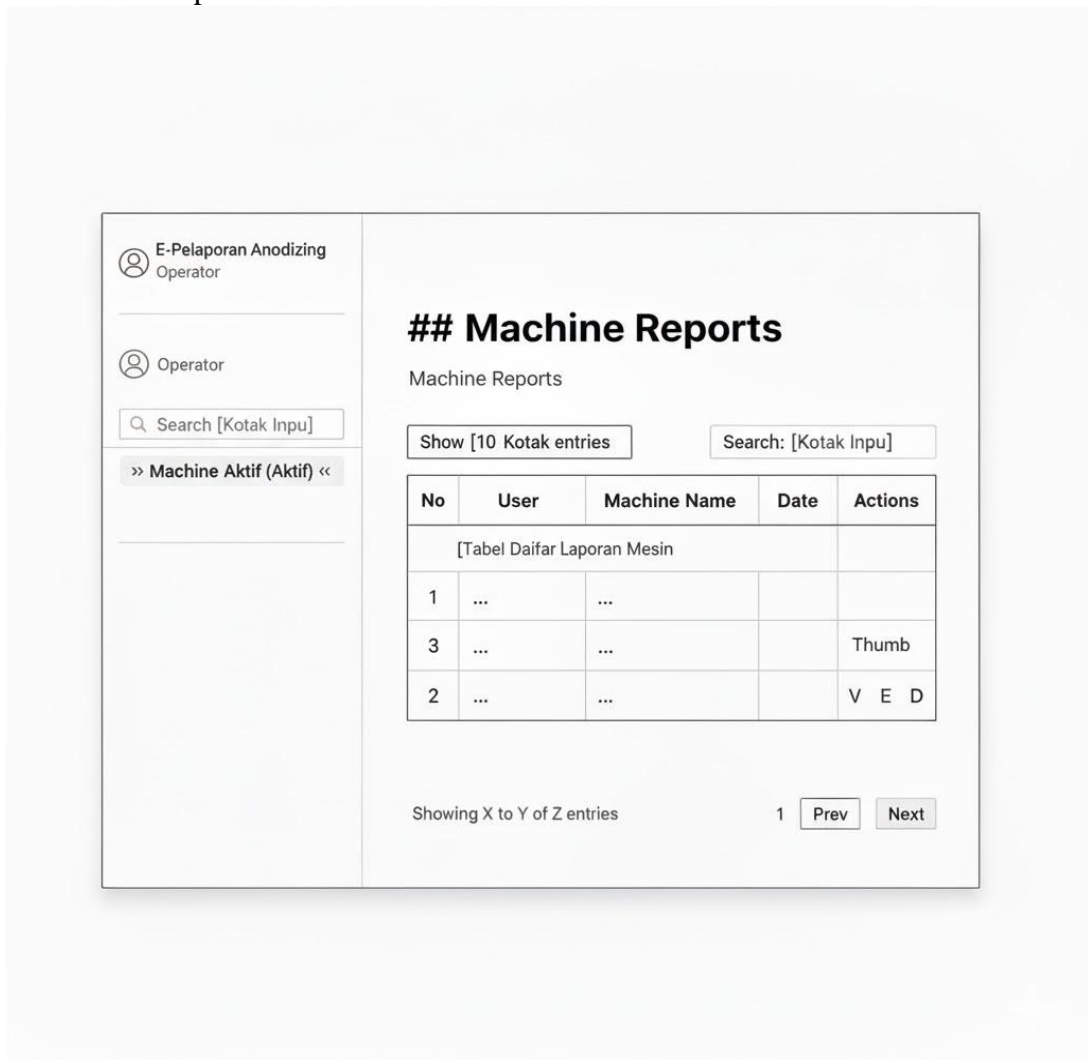 E-Pelaporan Anodizing
Operator
Operator
Search [Kotak Inpu]
» Machine Aktif (Aktif) «
## Machine Reports
Machine Reports
Show [10 Kotak entries
Search: [Kotak Inpu]
No User Machine Name Date Actions
[Tabel Daifar Laporan Mesin
1 ... ...
3 ... ... Thumb
2 ... ... V E D
Showing X to Y of Z entries
1 Prev Next